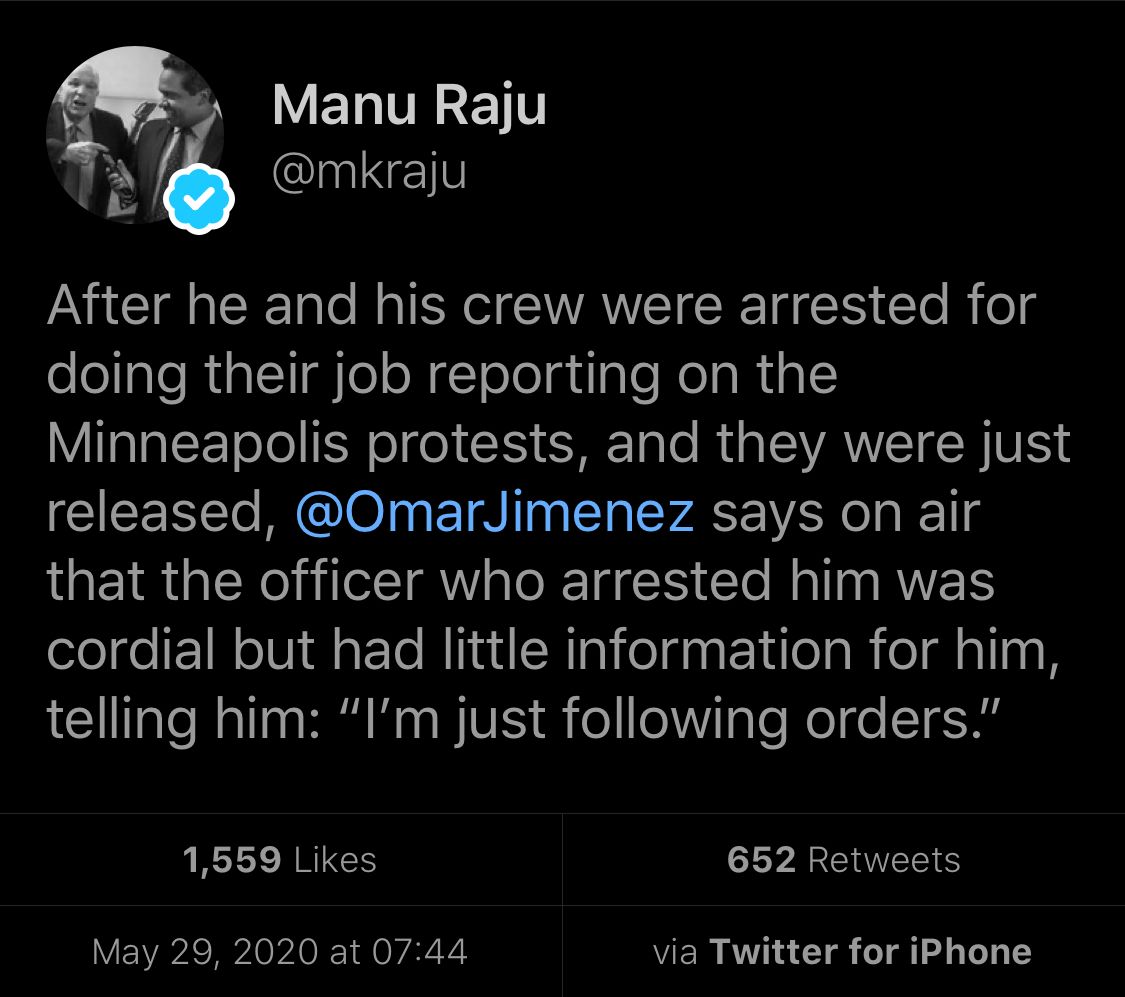 Manu Raju
@mkraju
After he and his crew were arrested for
doing their job reporting on the
Minneapolis protests, and they were just
released, @OmarJimenez says on air
that the officer who arrested him was
cordial but had little information for him,
telling him: “I’m just following orders.”
1,559 Likes
652 Retweets
May 29, 2020 at 07:44
via Twitter for iPhone